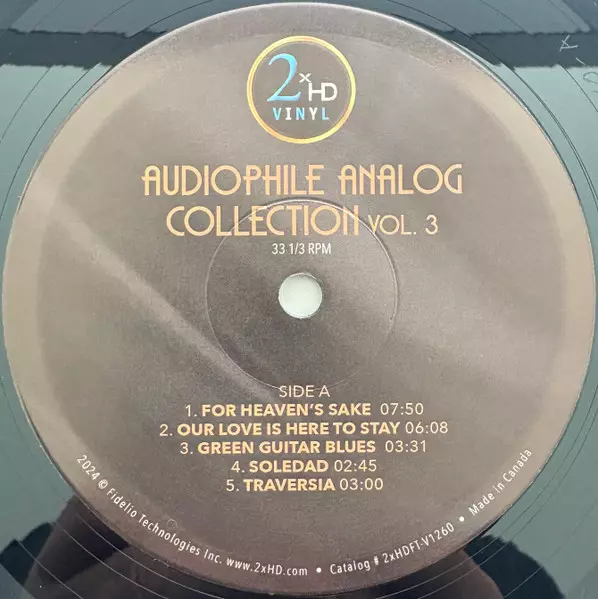 2xHD
VINYL
AUDIOPHILE ANALOG
COLLECTION VOL. 3
33 1/3 RPM
SIDE A
1. FOR HEAVEN'S SAKE 07:50
2. OUR LOVE IS HERE TO STAY 06:08
3. GREEN GUITAR BLUES 03:31
4. SOLEDAD 02:45
5. TRAVERSIA 03:00
2024 © Fidelio Technologies Inc. www.2xHD.com • Catalog # 2xHDFT-V1260 • Made in Canada